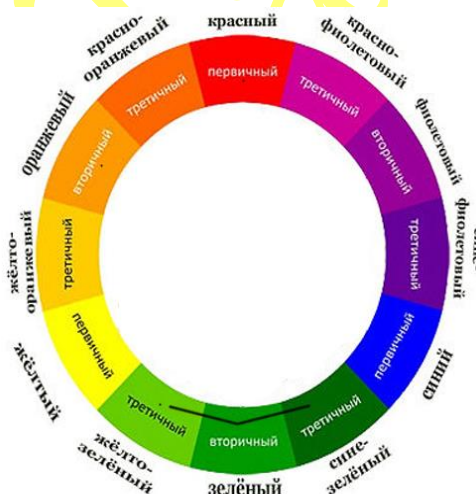 красный
первичный
красно-
фиолетовый
третичный
фиолетовый
вторичный
фиолетовый
третичный
синий
первичный
сине-
зелёный
третичный
зелёный
вторичный
жёлто-
зелёный
третичный
жёлтый
первичный
жёлто-
оранжевый
третичный
оранжевый
вторичный
красно-
оранжевый
третичный